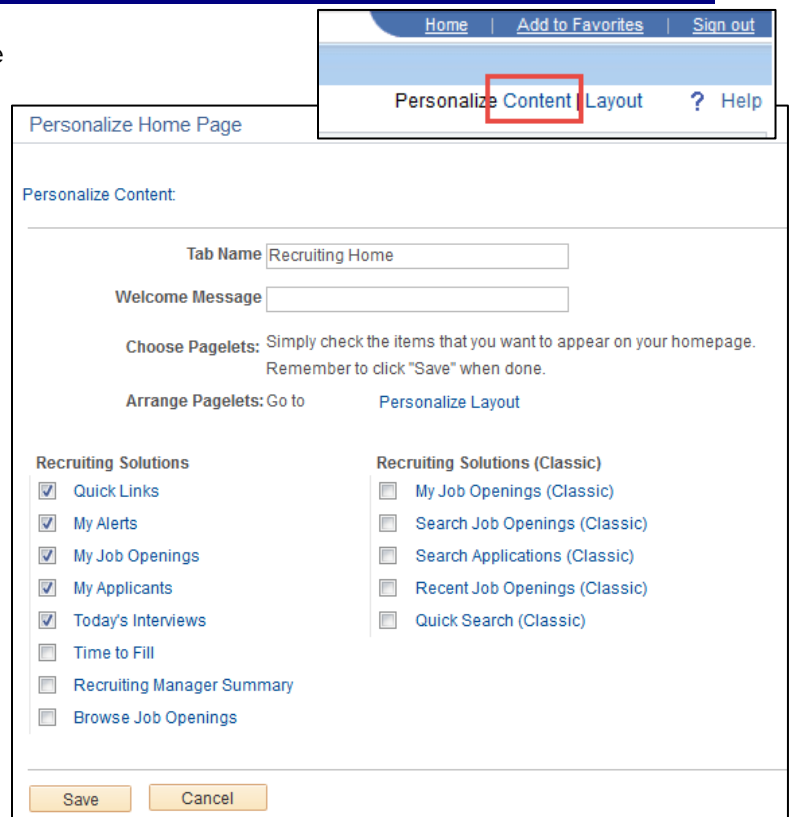 Home | Add to Favorites | Sign out
e
Personalize Content | Layout ? Help
Personalize Home Page
Personalize Content:
Tab Name Recruiting Home
Welcome Message
Choose Pagelets: Simply check the items that you want to appear on your homepage.
Remember to click "Save" when done.
Arrange Pagelets: Go to Personalize Layout
Recruiting Solutions
Quick Links
My Alerts
My Job Openings
My Applicants
Today's Interviews
Time to Fill
Recruiting Manager Summary
Browse Job Openings
Recruiting Solutions (Classic)
My Job Openings (Classic)
Search Job Openings (Classic)
Search Applications (Classic)
Recent Job Openings (Classic)
Quick Search (Classic)
Save Cancel